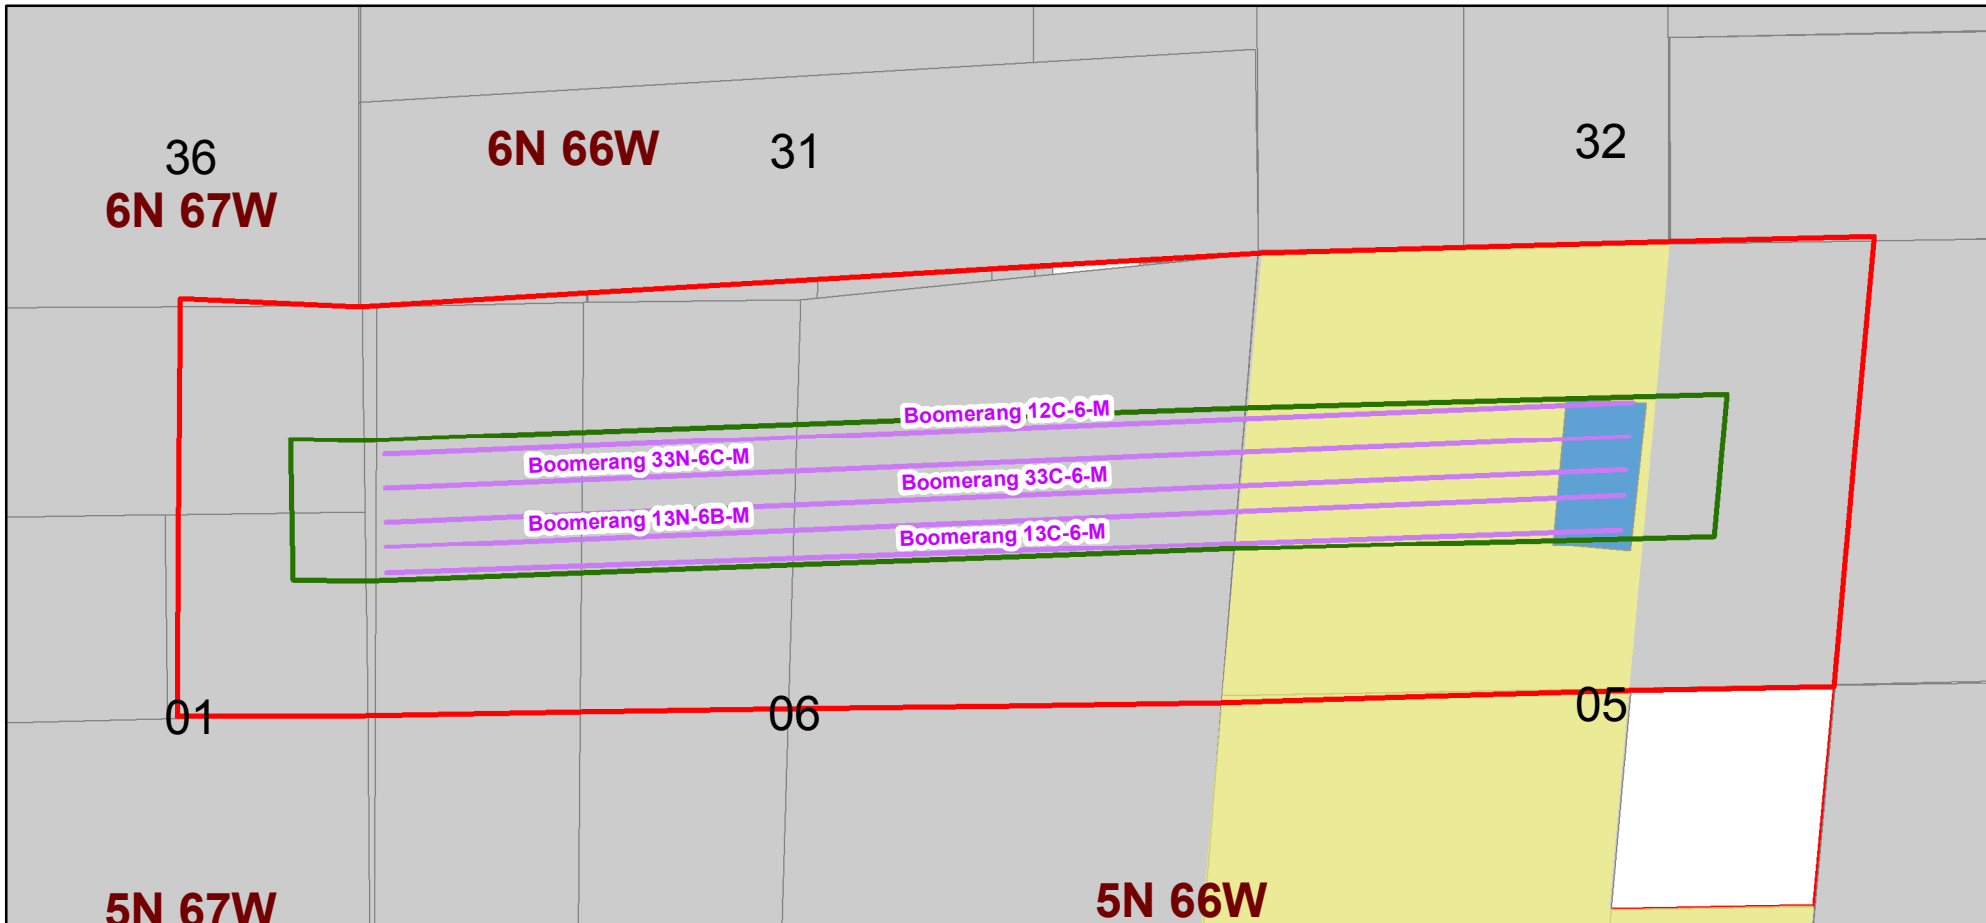 36
6N 66W
31
32
6N 67W
Boomerang 12C-6-M
Boomerang 33N-6C-M
Boomerang 33C-6-M
Boomerang 13N-6B-M
Boomerang 13C-6-M
01
06
05
5N 67W
5N 66W